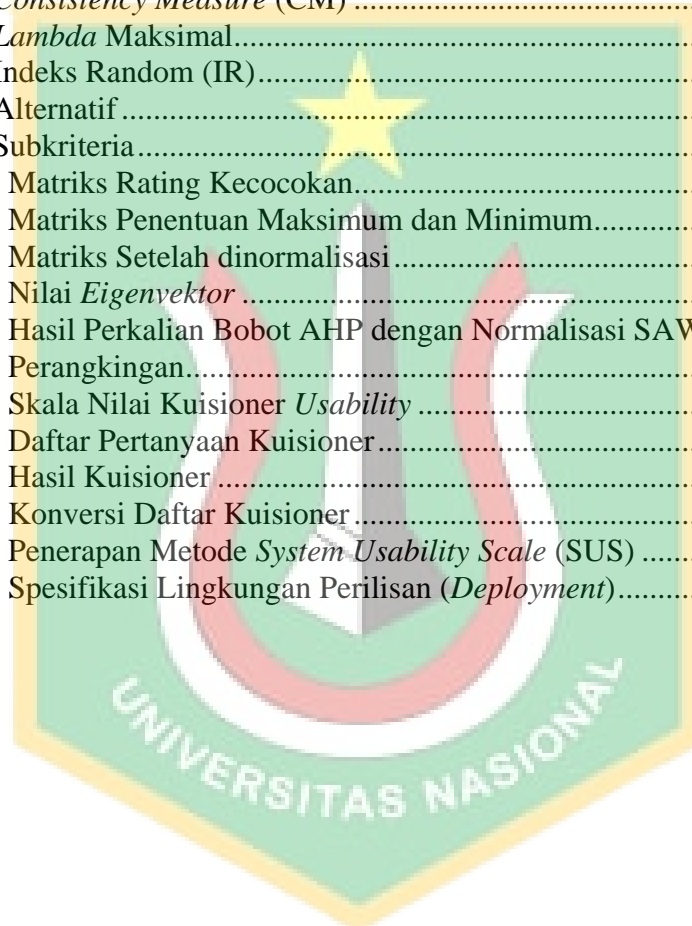 Consistency Measure (CM)........................................
Lambda Maksimal........................................
Indeks Random (IR)........................................
Alternatif........................................
Subkriteria........................................
Matriks Rating Kecocokan........................................
Matriks Penentuan Maksimum dan Minimum...............
Matriks Setelah dinormalisasi........................................
Nilai Eigenvektor........................................
Hasil Perkalian Bobot AHP dengan Normalisasi SAW
Perangkingan........................................
Skala Nilai Kuisioner Usability........................................
Daftar Pertanyaan Kuisioner........................................
Hasil Kuisioner........................................
Konversi Daftar Kuisioner........................................
Penerapan Metode System Usability Scale (SUS).......
Spesifikasi Lingkungan Perilisan (Deployment)..........
UNIVERSITAS NASIONAL